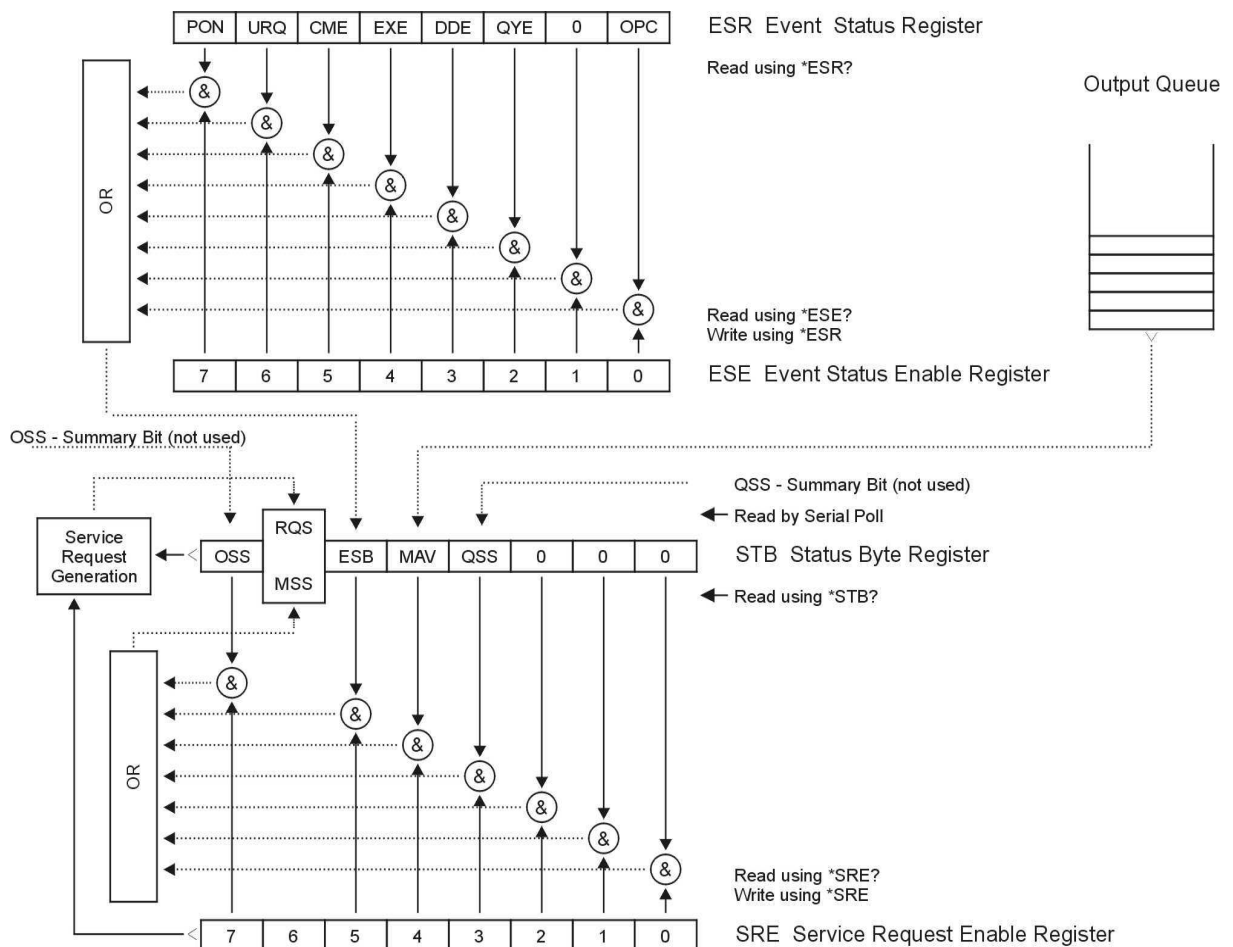 PON URQ CME EXE DDE QYE 0 OPC
ESR Event Status Register
Read using *ESR?
Output Queue
&
&
&
&
&
&
&
&
OR
Read using *ESE?
Write using *ESR
7 6 5 4 3 2 1 0
ESE Event Status Enable Register
OSS - Summary Bit (not used)
QSS - Summary Bit (not used)
Read by Serial Poll
Service
Request
Generation
OSS
RQS
MSS
ESB MAV QSS 0 0 0
STB Status Byte Register
Read using *STB?
&
&
&
&
&
&
&
OR
Read using *SRE?
Write using *SRE
7 6 5 4 3 2 1 0
SRE Service Request Enable Register